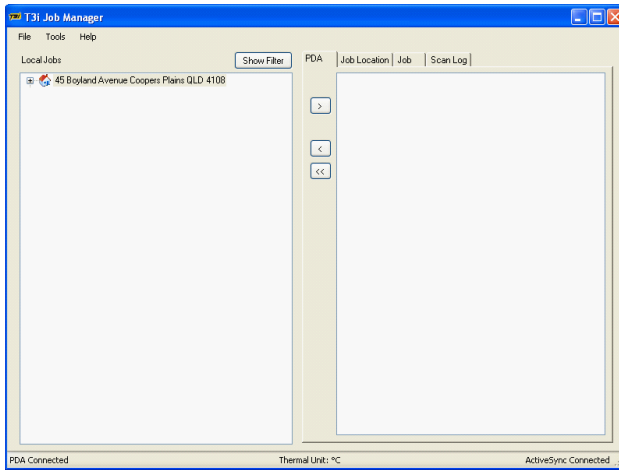 T3i T3i Job Manager
File Tools Help
Local Jobs Show Filter PDA Job Location Job Scan Log
45 Boyland Avenue Coopers Plains QLD 4108
>
<
<<
PDA Connected Thermal Unit: °C ActiveSync Connected